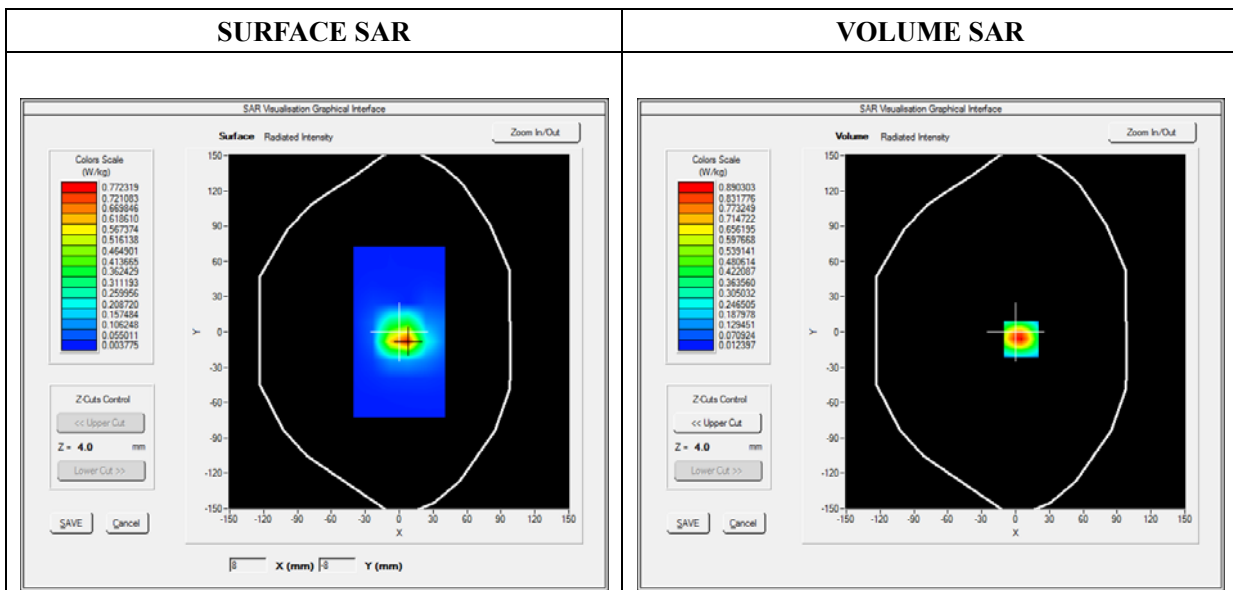 SURFACE SAR
VOLUME SAR
SAR Visualisation Graphical Interface
Surface Radiated Intensity
Zoom In/Out
Colors Scale
(W/kg)
0.772319
0.721083
0.669846
0.618610
0.567374
0.516138
0.464901
0.413665
0.362429
0.311193
0.259956
0.208720
0.157484
0.106248
0.055011
0.003775
Z-Cuts Control
<< Upper Cut
Z = 4.0 mm
Lower Cut >>
SAVE Cancel
Y
150
120
90
60
30
0
-30
-60
-90
-120
-150
-150 -120 -90 -60 -30 0 30 60 90 120 150
X
8 X (mm) -8 Y (mm)
SAR Visualisation Graphical Interface
Volume Radiated Intensity
Zoom In/Out
Colors Scale
(W/kg)
0.890303
0.831776
0.773249
0.714722
0.656195
0.597668
0.539141
0.480614
0.422087
0.363560
0.305032
0.246505
0.187978
0.129451
0.070924
0.012397
Z-Cuts Control
<< Upper Cut
Z = 4.0 mm
Lower Cut >>
SAVE Cancel
Y
150
120
90
60
30
0
-30
-60
-90
-120
-150
-150 -120 -90 -60 -30 0 30 60 90 120 150
X